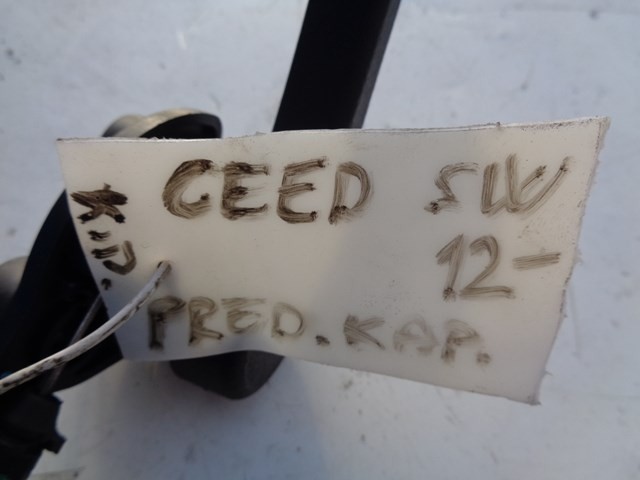 CEED SW
12-
PRED. KAP.